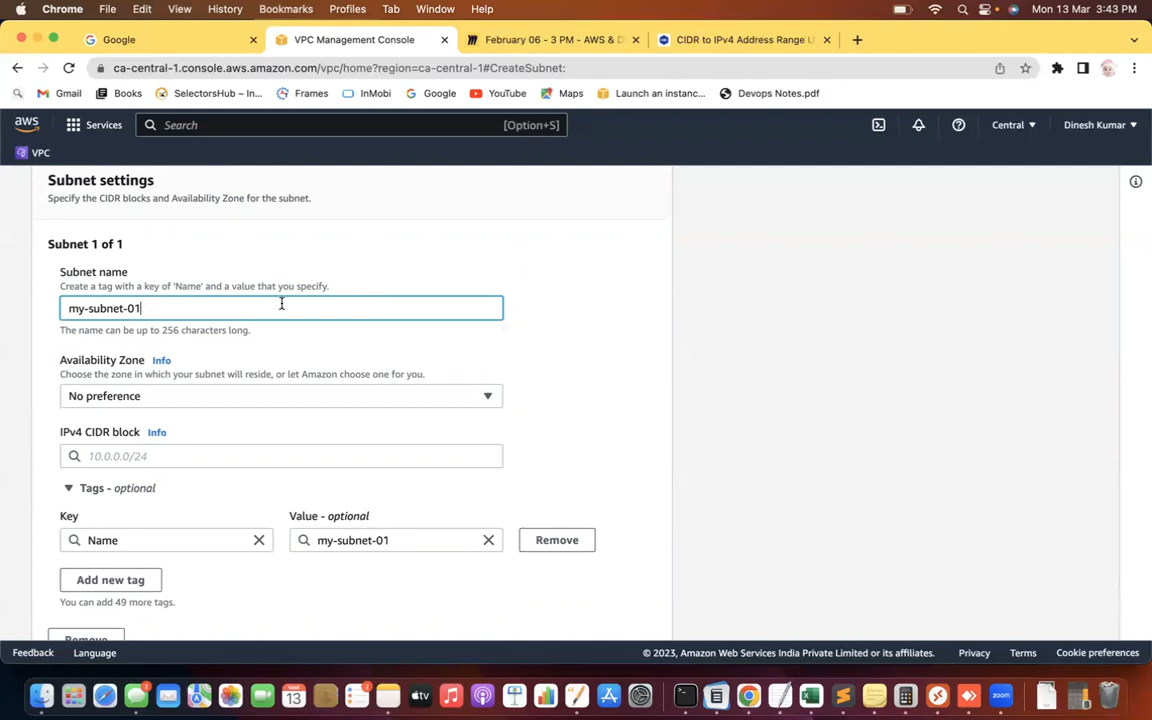 Chrome File Edit View History Bookmarks Profiles Tab Window Help Mon 13 Mar 3:43 PM
Google VPC Management Console February 06 - 3 PM - AWS & D CIDR to IPv4 Address Range U
ca-central-1.console.aws.amazon.com/vpc/home?region=ca-central-1#CreateSubnet:
Gmail Books SelectorsHub – In... Frames InMobi Google YouTube Maps Launch an instanc... Devops Notes.pdf
aws Services Search [Option+S] Central Dinesh Kumar
VPC
Subnet settings
Specify the CIDR blocks and Availability Zone for the subnet.
Subnet 1 of 1
Subnet name
Create a tag with a key of 'Name' and a value that you specify.
my-subnet-01
The name can be up to 256 characters long.
Availability Zone Info
Choose the zone in which your subnet will reside, or let Amazon choose one for you.
No preference
IPv4 CIDR block Info
10.0.0.0/24
Tags - optional
Key Value - optional
Name my-subnet-01 Remove
Add new tag
You can add 49 more tags.
Remove
Feedback Language © 2023, Amazon Web Services India Private Limited or its affiliates. Privacy Terms Cookie preferences